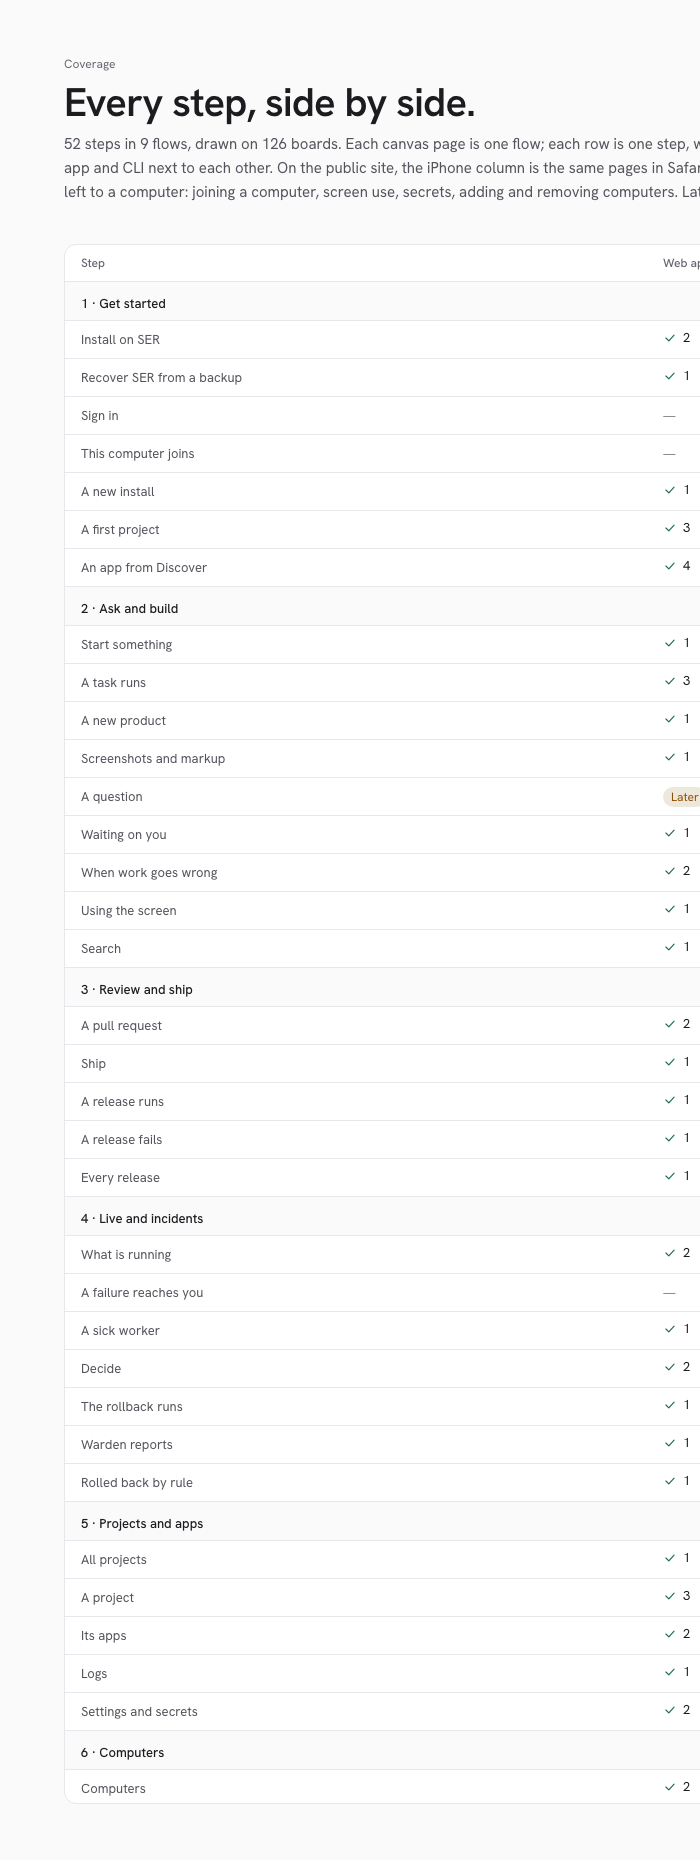 Coverage
Every step, side by side.
52 steps in 9 flows, drawn on 126 boards. Each canvas page is one flow; each row is one step,
app and CLI next to each other. On the public site, the iPhone column is the same pages in
left to a computer: joining a computer, screen use, secrets, adding and removing computers.
Step Web
1 · Get started
Install on SER ✓ 2
Recover SER from a backup ✓ 1
Sign in —
This computer joins —
A new install ✓ 1
A first project ✓ 3
An app from Discover ✓ 4
2 · Ask and build
Start something ✓ 1
A task runs ✓ 3
A new product ✓ 1
Screenshots and markup ✓ 1
A question Later
Waiting on you ✓ 1
When work goes wrong ✓ 2
Using the screen ✓ 1
Search ✓ 1
3 · Review and ship
A pull request ✓ 2
Ship ✓ 1
A release runs ✓ 1
A release fails ✓ 1
Every release ✓ 1
4 · Live and incidents
What is running ✓ 2
A failure reaches you —
A sick worker ✓ 1
Decide ✓ 2
The rollback runs ✓ 1
Warden reports ✓ 1
Rolled back by rule ✓ 1
5 · Projects and apps
All projects ✓ 1
A project ✓ 3
Its apps ✓ 2
Logs ✓ 1
Settings and secrets ✓ 2
6 · Computers
Computers ✓ 2